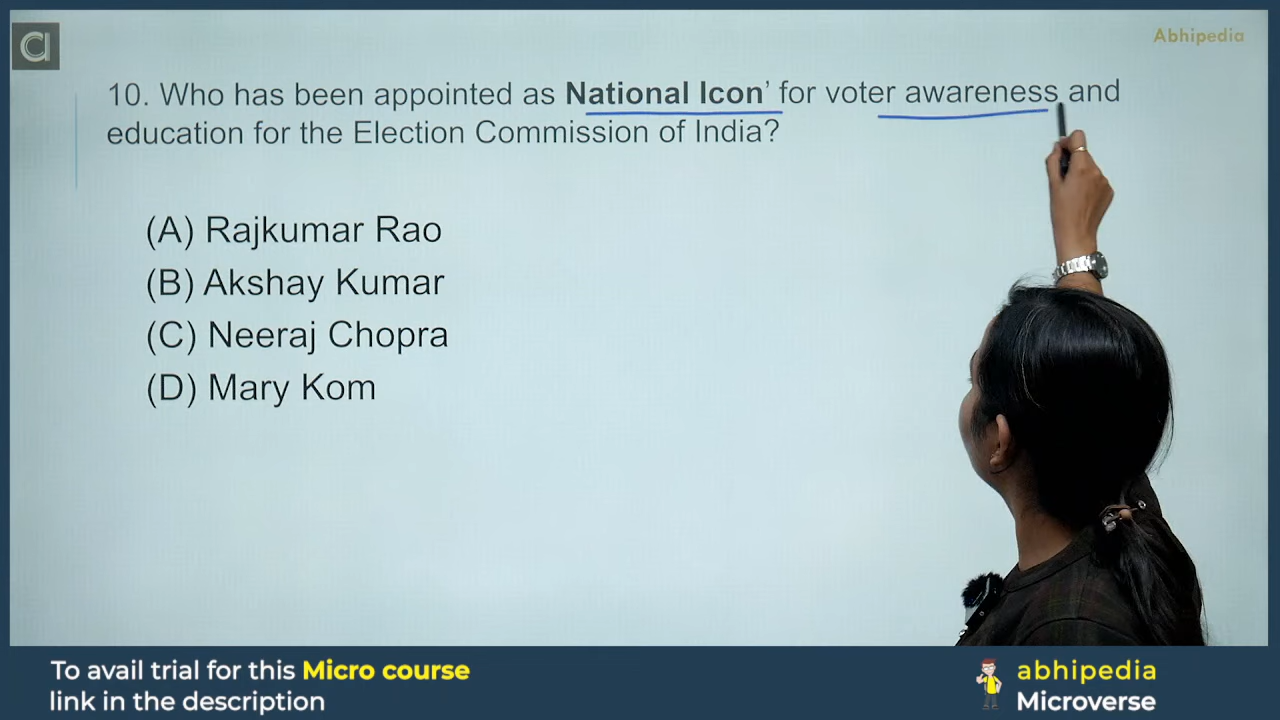 Abhipedia
10. Who has been appointed as National Icon' for voter awareness and
education for the Election Commission of India?
(A) Rajkumar Rao
(B) Akshay Kumar
(C) Neeraj Chopra
(D) Mary Kom
To avail trial for this Micro course
link in the description
abhipedia
Microverse